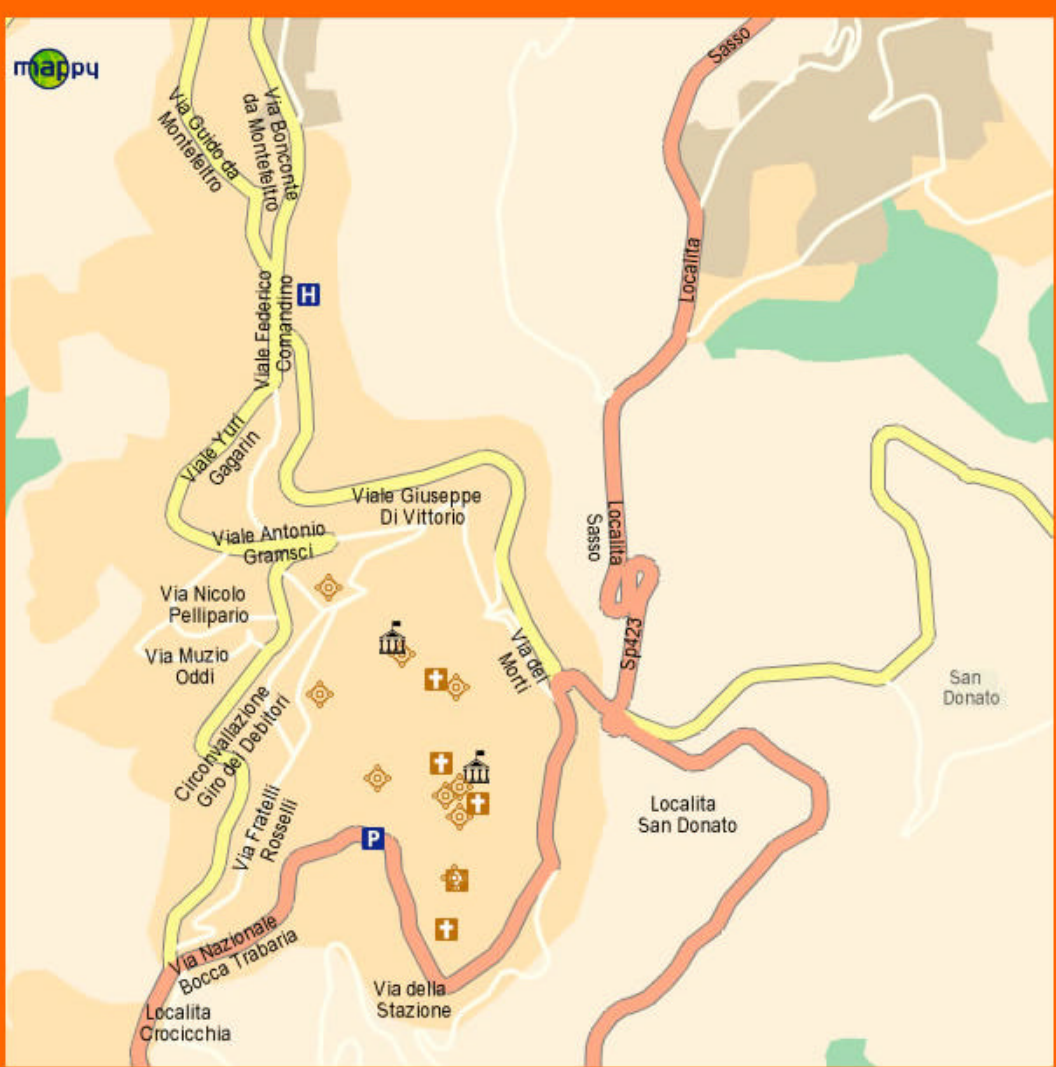 Sasso
mappy
Via Guido da
Montefeltro
Via Bonconte
da Montefeltro
Localita
Viale Federico
Comandino
H
Viale Yuri
Gagarin
Viale Giuseppe
Di Vittorio
Localita
Sasso
Viale Antonio
Gramsci
Via Nicolo
Pellipario
Via Muzio
Oddi
Via dei
Morti
Sp423
San
Donato
Circonvallazione
Giro dei Debitori
Localita
San Donato
Via Fratelli
Rosselli
P
Via Nazionale
Bocca Trabaria
Via della
Stazione
Localita
Crocicchia